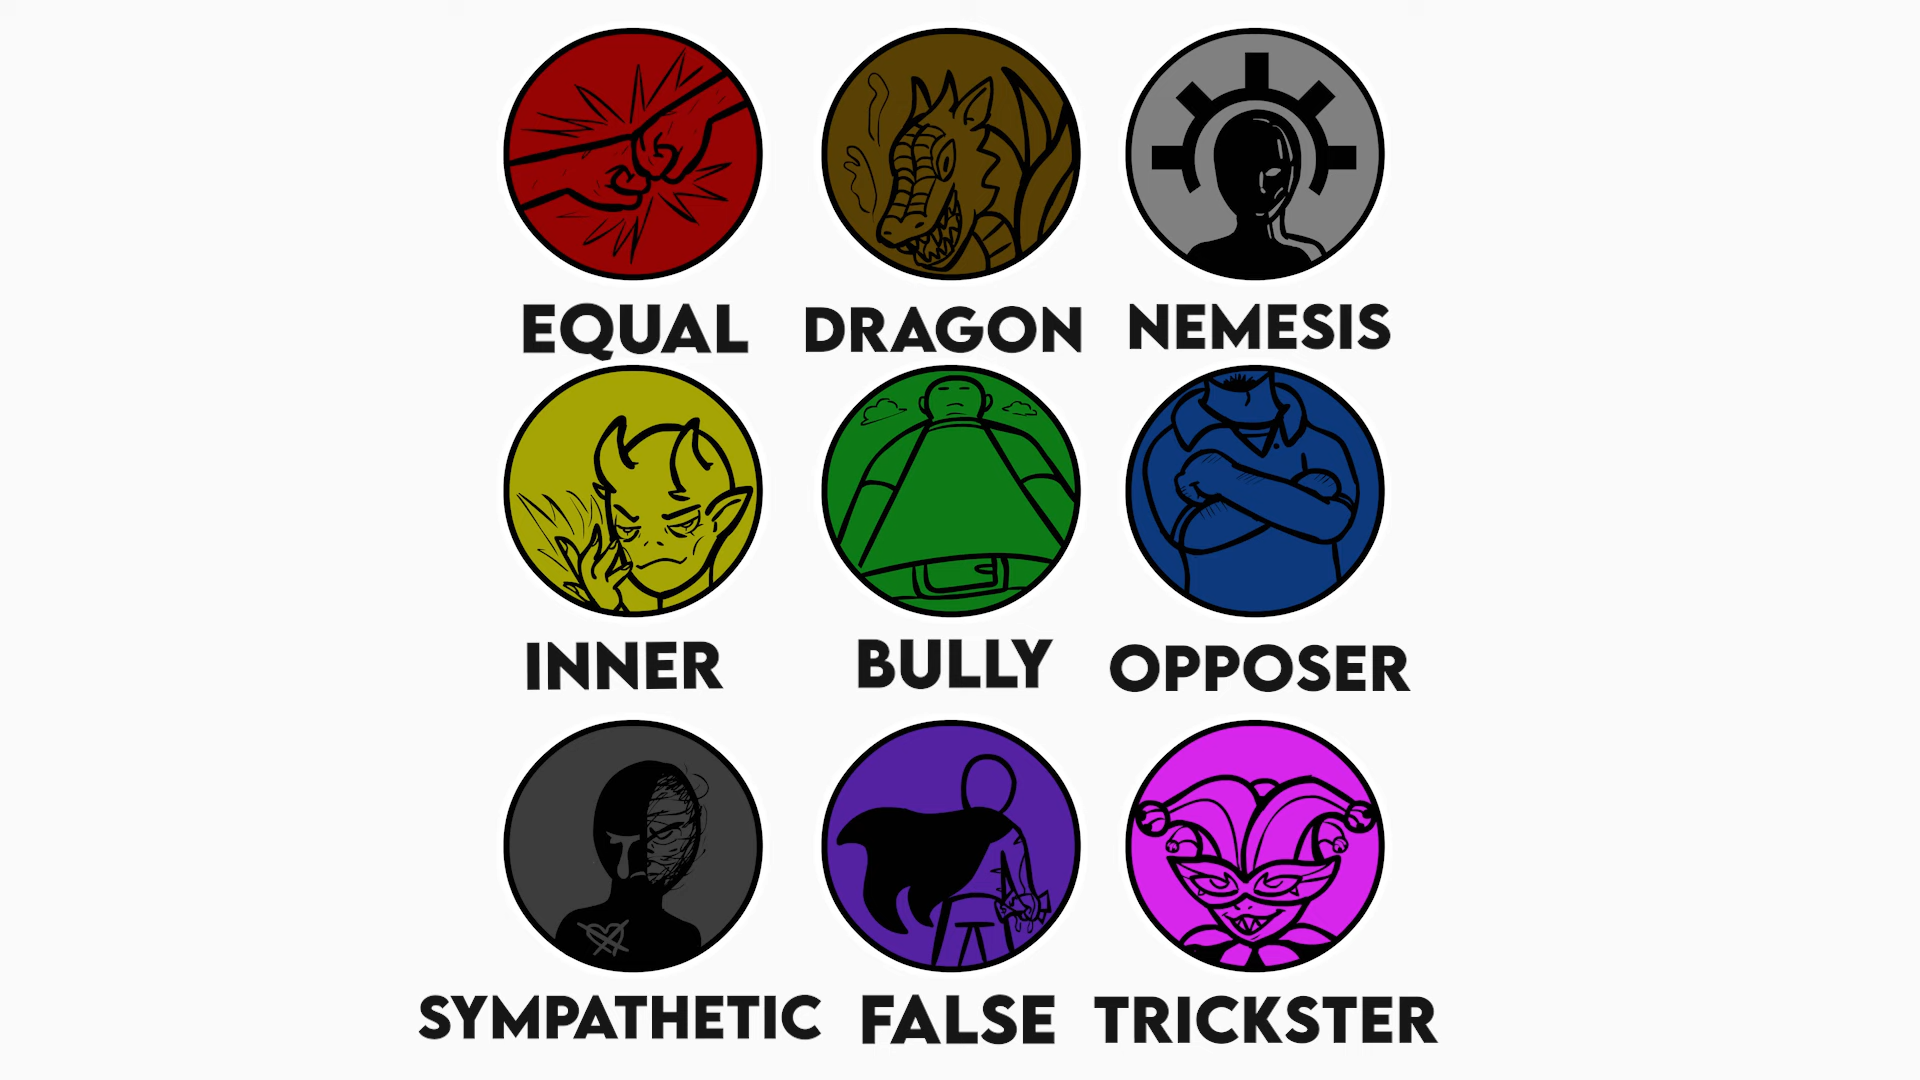 EQUAL DRAGON NEMESIS
INNER BULLY OPPOSER
SYMPATHETIC FALSE TRICKSTER